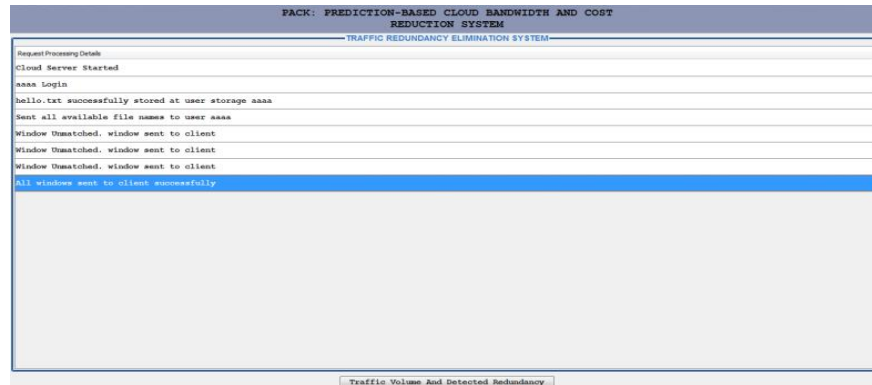 PACK: PREDICTION-BASED CLOUD BANDWIDTH AND COST
REDUCTION SYSTEM
TRAFFIC REDUNDANCY ELIMINATION SYSTEM
Request Processing Details
Cloud Server Started
aaaa Login
hello.txt successfully stored at user storage aaaa
Sent all available file names to user aaaa
Window Unmatched. window sent to client
Window Unmatched. window sent to client
Window Unmatched. window sent to client
All windows sent to client successfully
Traffic Volume And Detected Redundancy